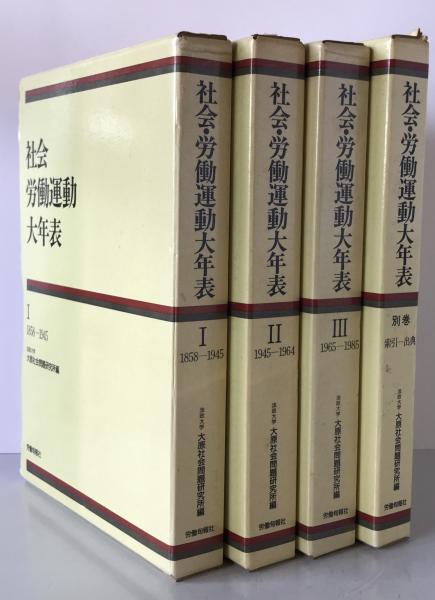 社会
労働運動
大年表
I
1858—1945
法政大学
大原社会問題研究所編
労働旬報社
社会・労働運動大年表
I
1858—1945
法政大学 大原社会問題研究所編
労働旬報社
社会・労働運動大年表
II
1945—1964
法政大学 大原社会問題研究所編
労働旬報社
社会・労働運動大年表
III
1965—1985
法政大学 大原社会問題研究所編
労働旬報社
社会・労働運動大年表
別巻
索引—出典
法政大学 大原社会問題研究所編
労働旬報社